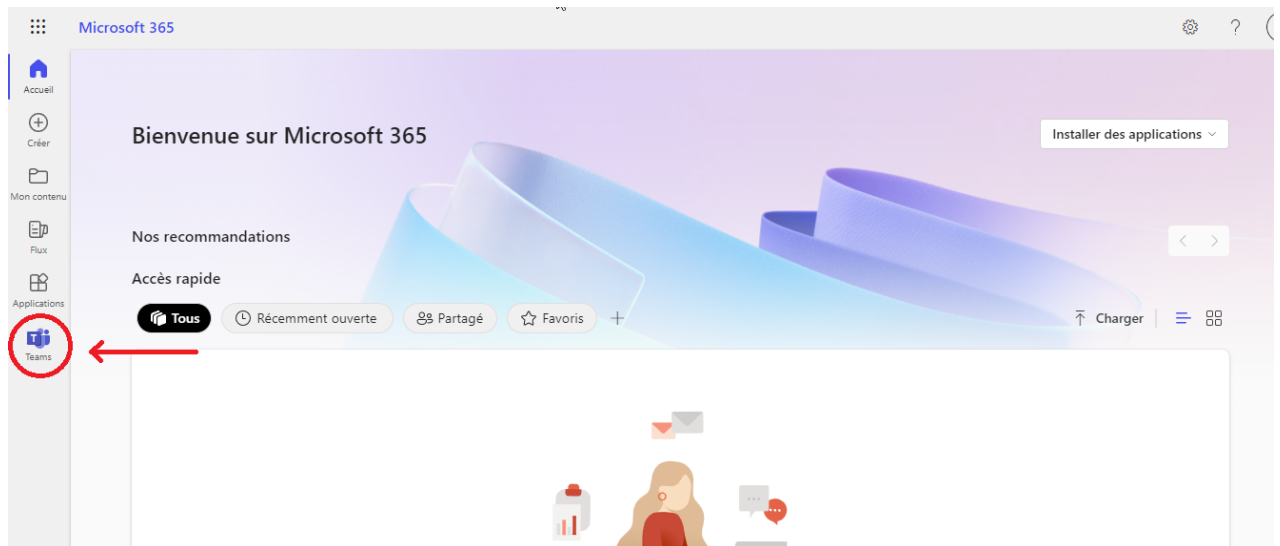 Microsoft 365
?
Accueil
Créer
Mon contenu
Flux
Applications
Teams
Bienvenue sur Microsoft 365
Installer des applications
Nos recommandations
Accès rapide
Tous
Récemment ouverte
Partagé
Favoris
Charger